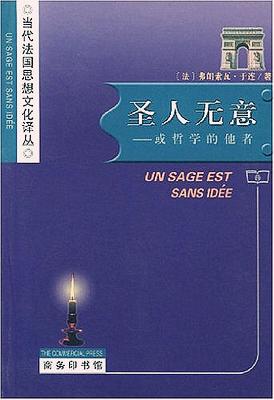 ◎当代法国思想文化译丛◎
UN SAGE EST SANS IDÉE
〔法〕弗朗索瓦·于连/著
圣人无意
——或哲学的他者
UN SAGE EST
SANS IDÉE
THE COMMERCIAL PRESS
商务印书馆